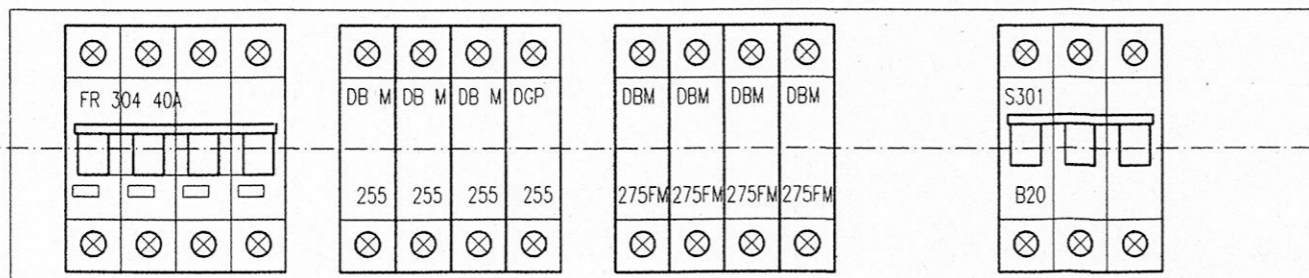 FR 304 40A
DB M DB M DB M DGP
255 255 255 255
DBM DBM DBM DBM
275FM 275FM 275FM 275FM
S301
B20